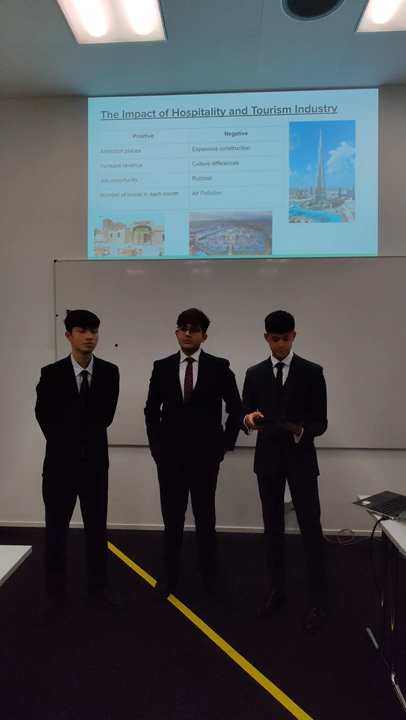 The Impact of Hospitality and Tourism Industry
Positive Negative
Attraction places Expensive construction
Increase revenue Culture differences
Job opportunity Rubbish
Number of tourist in each month Air Pollution